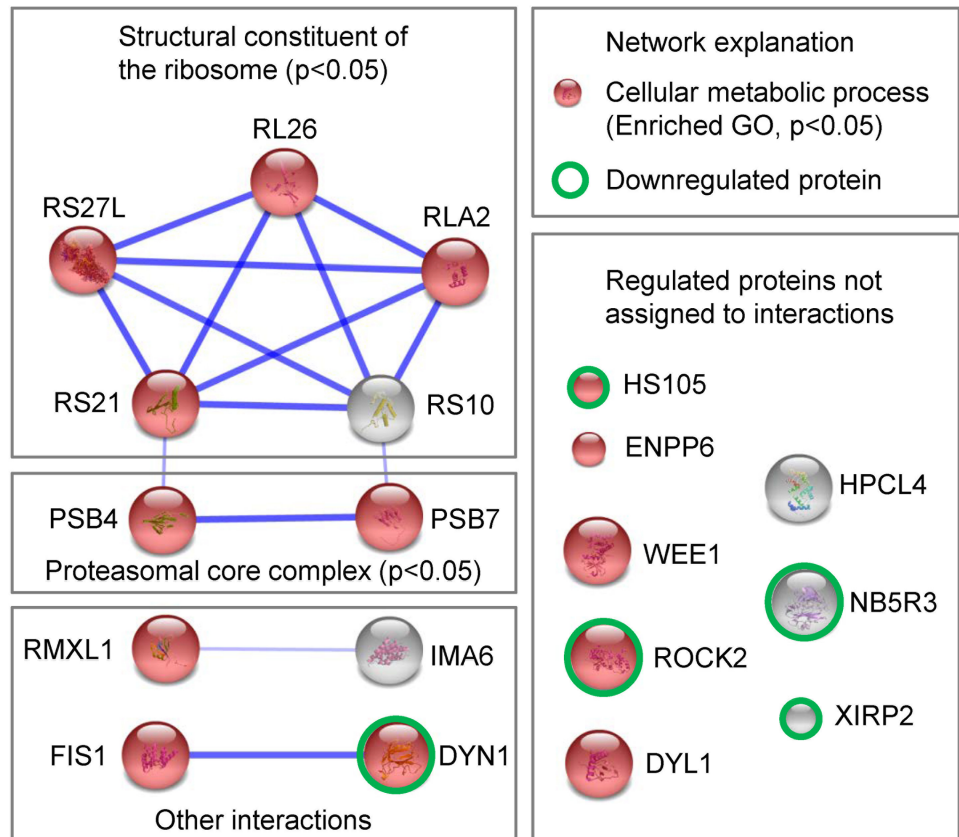 Structural constituent of
the ribosome (p<0.05)
RL26
RS27L
RLA2
RS21
RS10
PSB4
PSB7
Proteasomal core complex (p<0.05)
RMXL1
IMA6
FIS1
DYN1
Other interactions
Network explanation
Cellular metabolic process
(Enriched GO, p<0.05)
Downregulated protein
Regulated proteins not
assigned to interactions
HS105
ENPP6
HPCL4
WEE1
NB5R3
ROCK2
XIRP2
DYL1